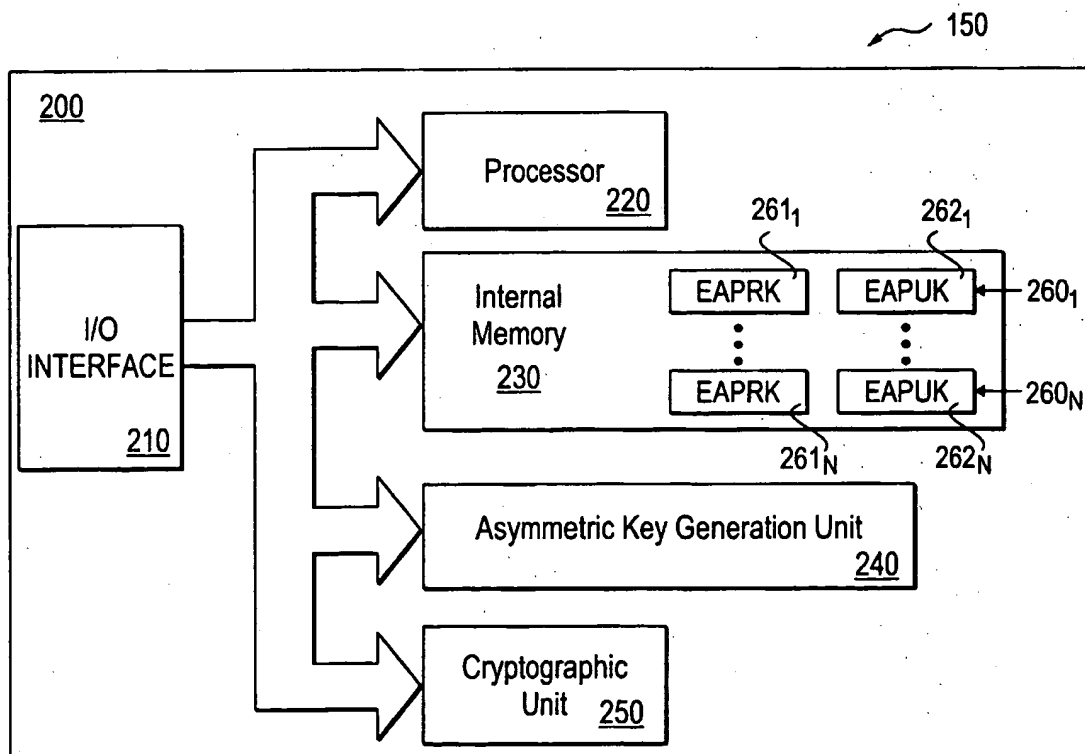 150
200
Processor
220
I/O
INTERFACE
210
Internal
Memory
230
261₁
262₁
EAPRK
EAPUK
260₁
EAPRK
EAPUK
260N
261N
262N
Asymmetric Key Generation Unit
240
Cryptographic
Unit
250